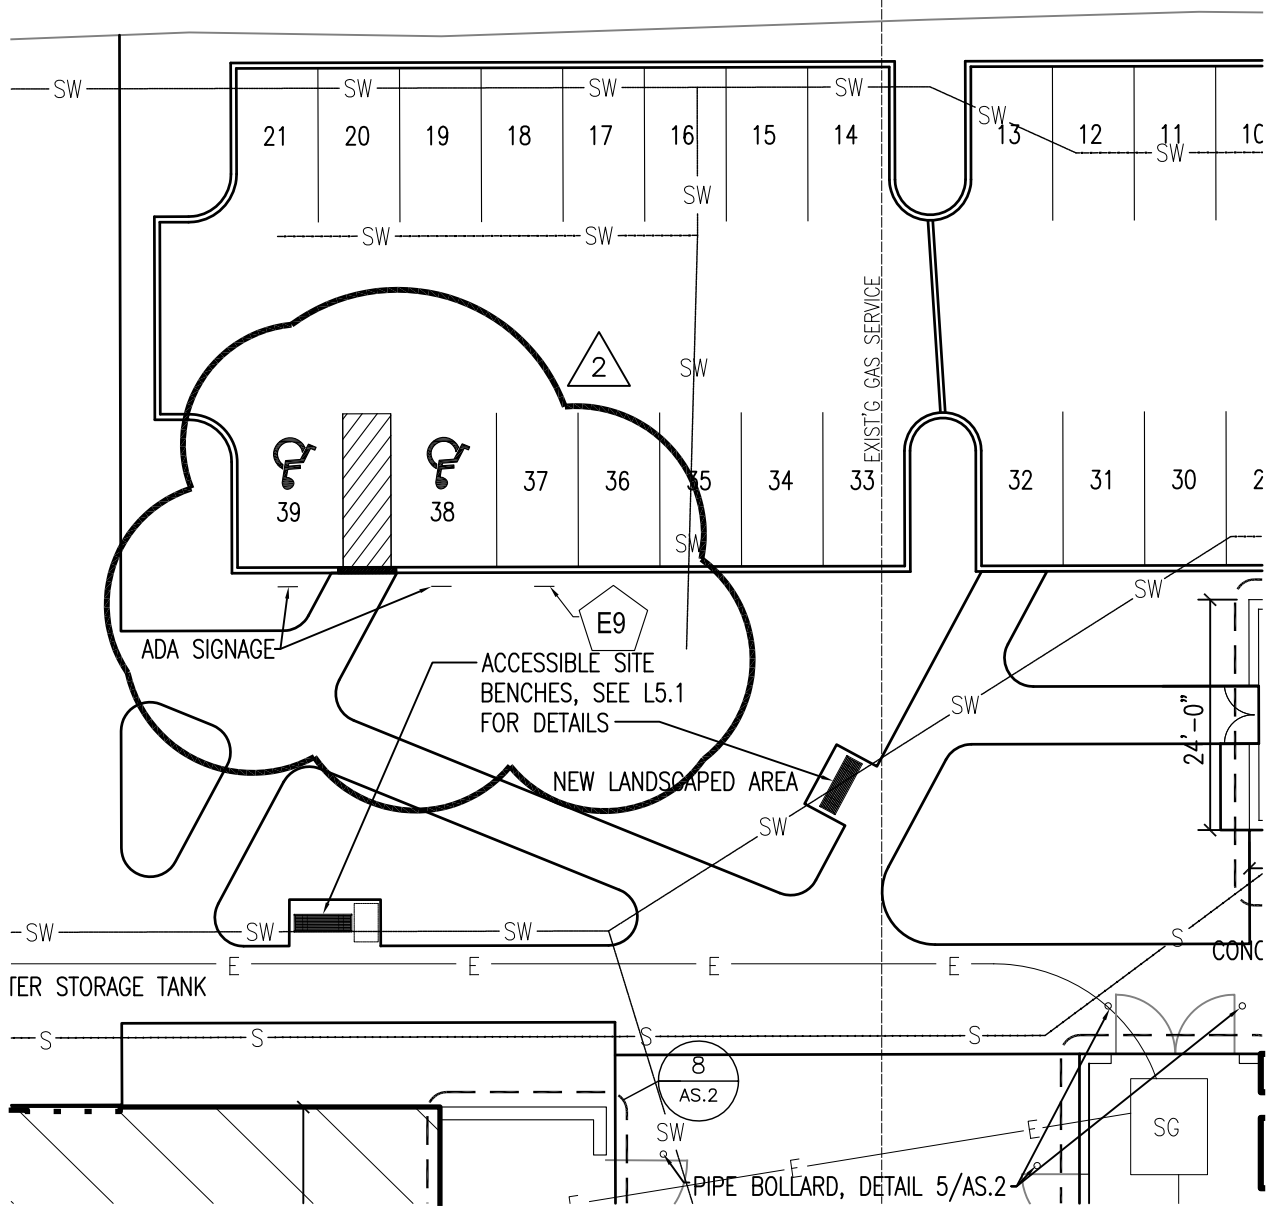 SW SW SW SW
SW
21 20 19 18 17 16 15 14 13 12 11 10
SW
SW
SW SW
EXIST'G GAS SERVICE
2
SW
39 38 37 36 35 34 33 32 31 30 2
SW
SW
E9
ADA SIGNAGE
ACCESSIBLE SITE
BENCHES, SEE L5.1
FOR DETAILS
SW
24'-0"
NEW LANDSCAPED AREA
SW
SW SW SW
S
CONC
E E E E
TER STORAGE TANK
S S S S
8
AS.2
SW
E
SG
E
PIPE BOLLARD, DETAIL 5/AS.2
E